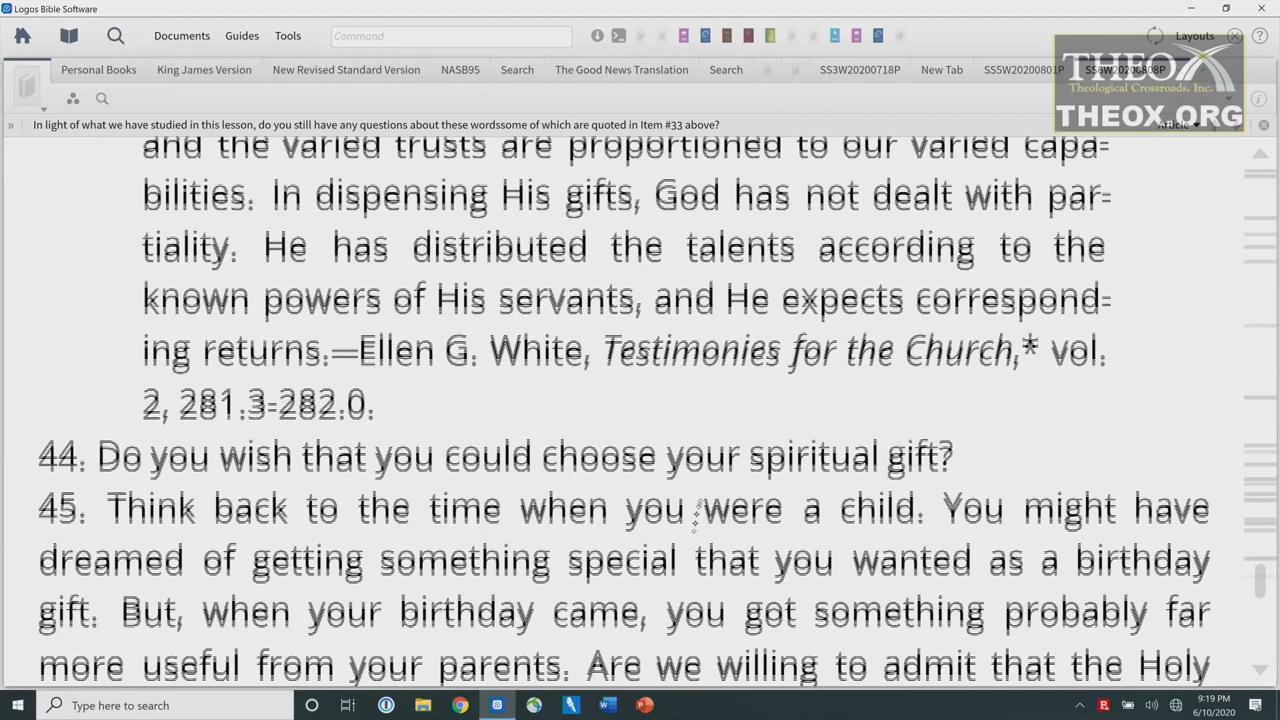 Logos Bible Software
Documents Guides Tools Command Layouts
Personal Books King James Version New Revised Stan ASP5 Search The Good News Translation Search SS3W20200718P New Tab SS5W20200801P SS6W20200808P
THEOX
Theological Crossroads, Inc.
THEOX.ORG
» In light of what we have studied in this lesson, do you still have any questions about these wordssome of which are quoted in Item #33 above? Article
and the varied trusts are proportioned to our varied capa-
bilities. In dispensing His gifts, God has not dealt with par-
tiality. He has distributed the talents according to the
known powers of His servants, and He expects correspond-
ing returns.—Ellen G. White, Testimonies for the Church,* vol.
2, 281.3-282.0.
44. Do you wish that you could choose your spiritual gift?
45. Think back to the time when you were a child. You might have
dreamed of getting something special that you wanted as a birthday
gift. But, when your birthday came, you got something probably far
more useful from your parents. Are we willing to admit that the Holy
Type here to search
9:19 PM
6/10/2020